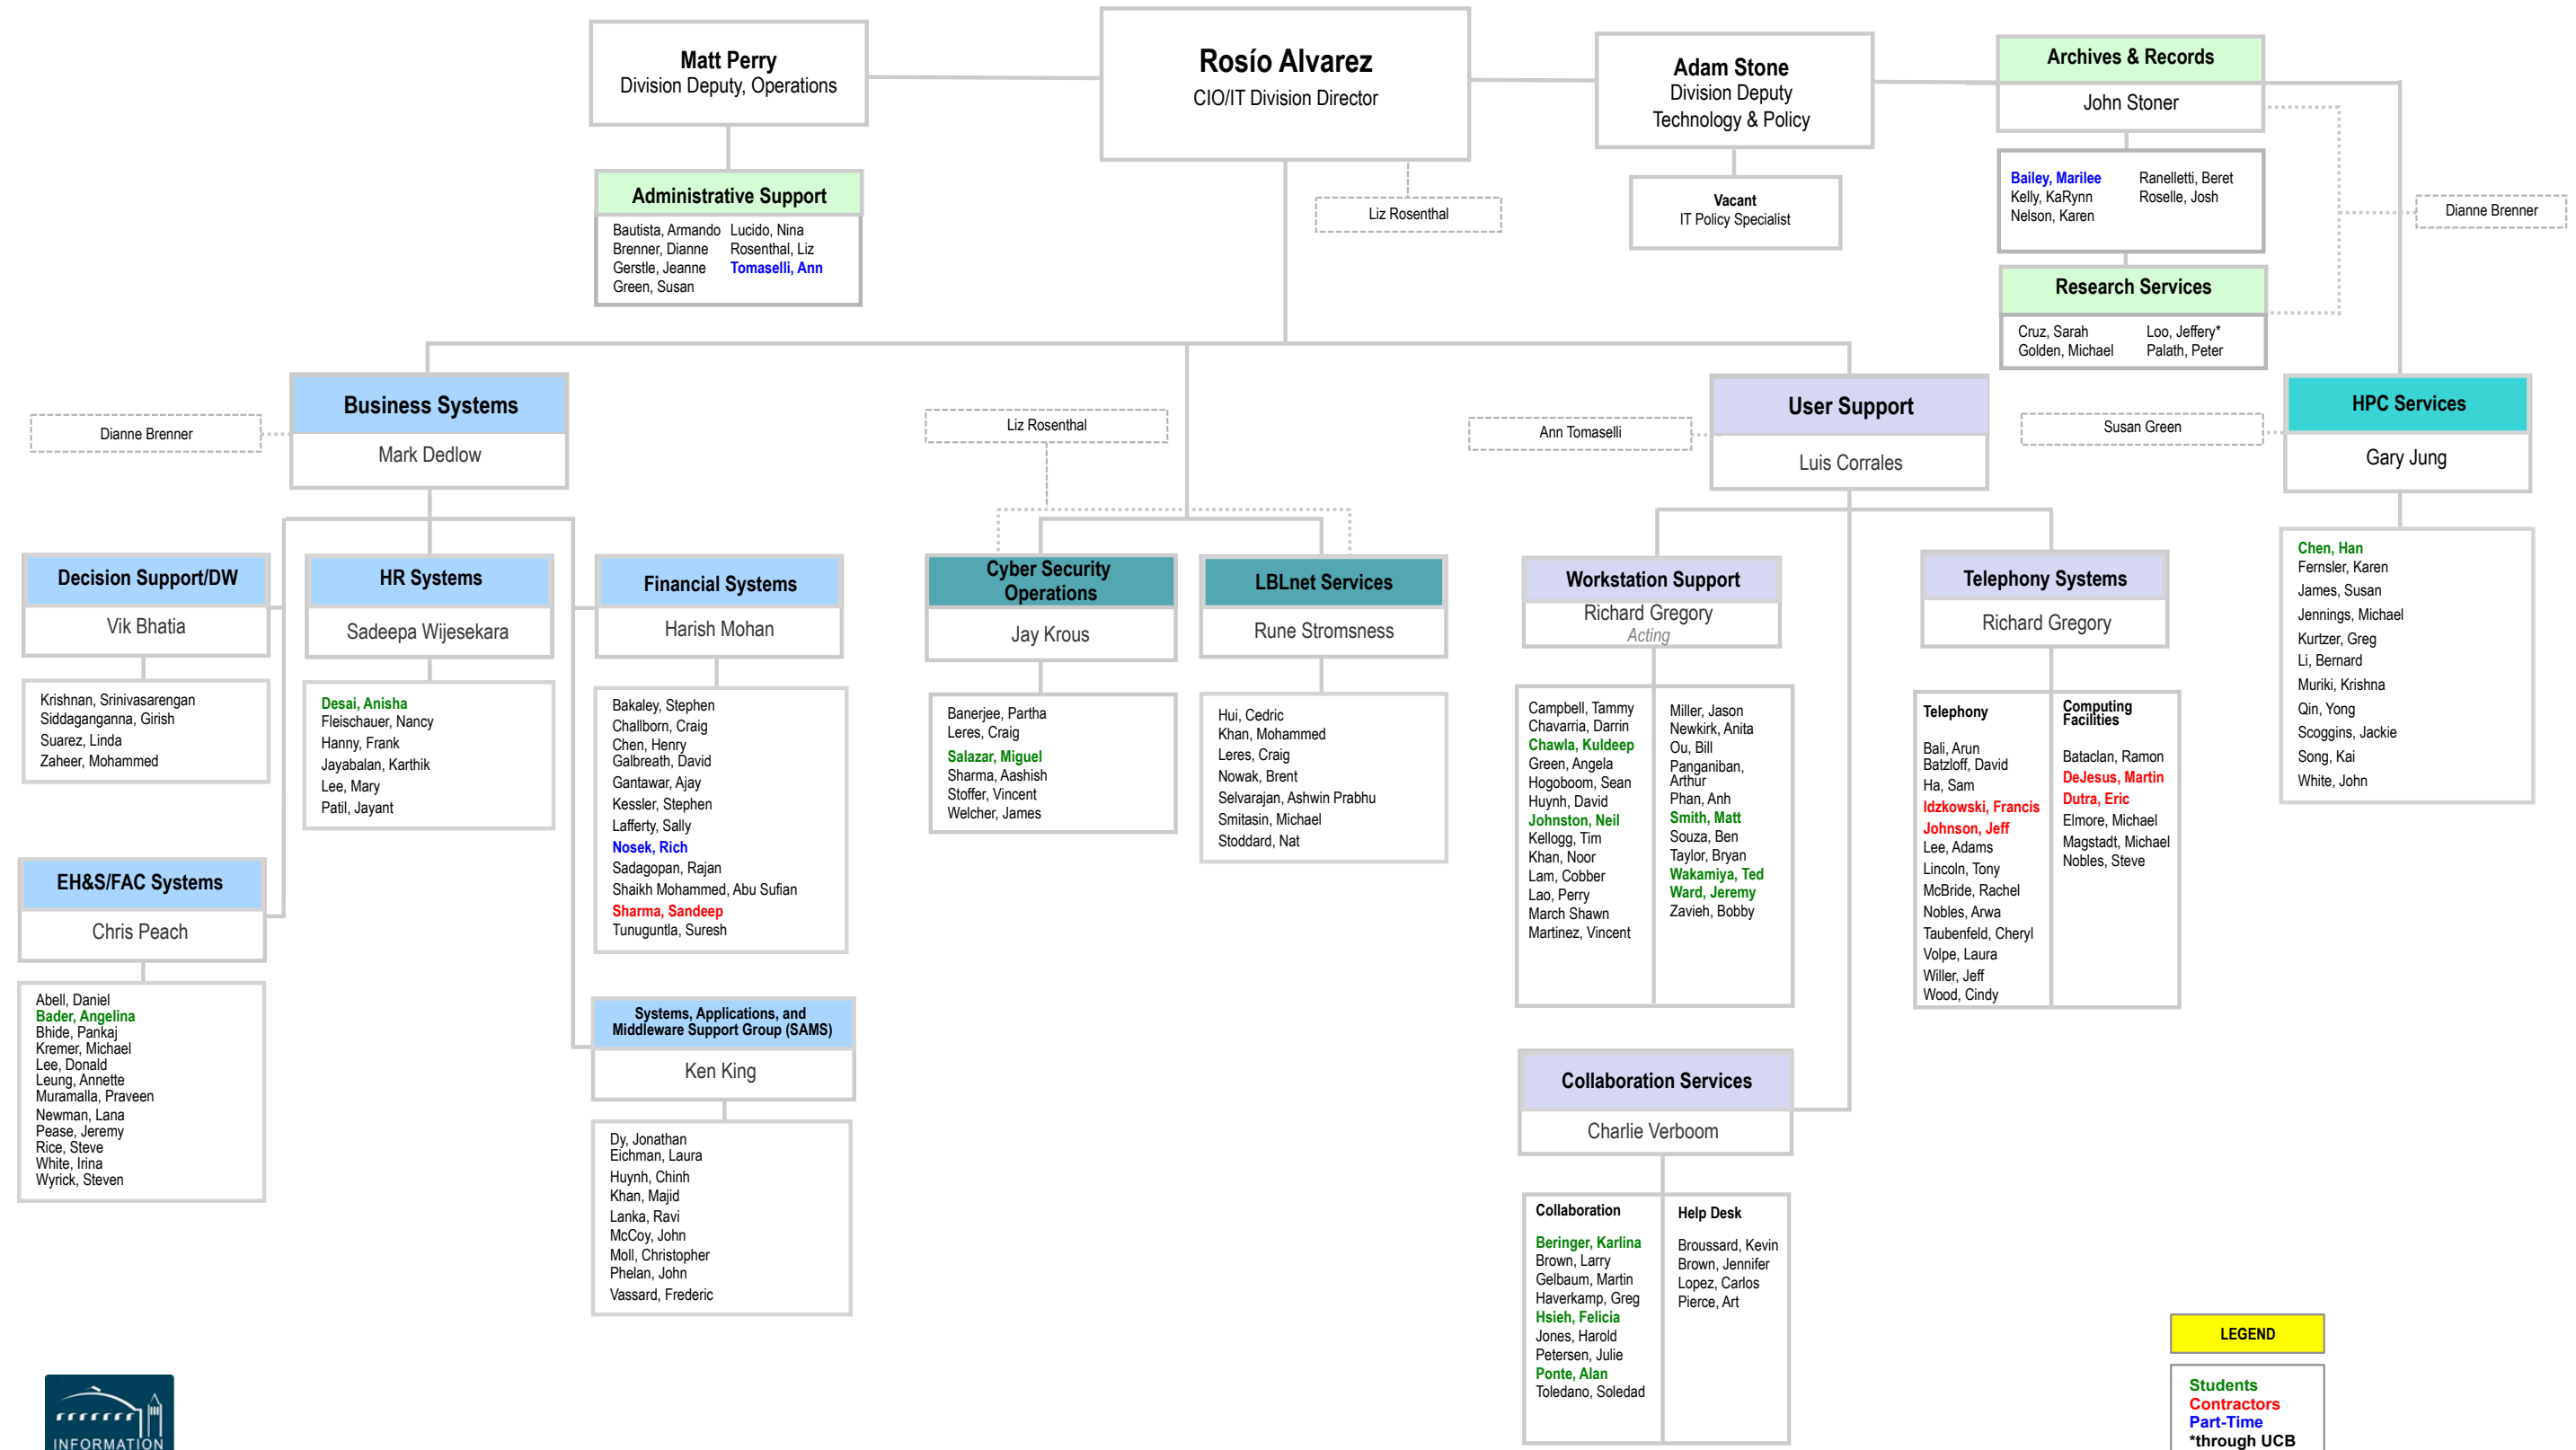 Matt Perry
Division Deputy, Operations
Rosío Alvarez
CIO/IT Division Director
Adam Stone
Division Deputy
Technology & Policy
Archives & Records
John Stoner
Administrative Support
Bautista, Armando
Brenner, Dianne
Gerstle, Jeanne
Green, Susan
Lucido, Nina
Rosenthal, Liz
Tomaselli, Ann
Liz Rosenthal
Vacant
IT Policy Specialist
Bailey, Marilee
Kelly, KaRynn
Nelson, Karen
Ranelletti, Beret
Roselle, Josh
Dianne Brenner
Research Services
Cruz, Sarah
Golden, Michael
Loo, Jeffery*
Palath, Peter
Dianne Brenner
Business Systems
Mark Dedlow
Liz Rosenthal
Ann Tomaselli
User Support
Luis Corrales
Susan Green
HPC Services
Gary Jung
Decision Support/DW
Vik Bhatia
Krishnan, Srinivasarengan
Siddaganganna, Girish
Suarez, Linda
Zaheer, Mohammed
HR Systems
Sadeepa Wijesekara
Desai, Anisha
Fleischauer, Nancy
Hanny, Frank
Jayabalan, Karthik
Lee, Mary
Patil, Jayant
Financial Systems
Harish Mohan
Bakaley, Stephen
Challborn, Craig
Chen, Henry
Galbreath, David
Gantawar, Ajay
Kessler, Stephen
Lafferty, Sally
Nosek, Rich
Sadagopan, Rajan
Shaikh Mohammed, Abu Sufian
Sharma, Sandeep
Tunuguntla, Suresh
Cyber Security
Operations
Jay Krous
Banerjee, Partha
Leres, Craig
Salazar, Miguel
Sharma, Aashish
Stoffer, Vincent
Welcher, James
LBLnet Services
Rune Stromsness
Hui, Cedric
Khan, Mohammed
Leres, Craig
Nowak, Brent
Selvarajan, Ashwin Prabhu
Smitasin, Michael
Stoddard, Nat
Workstation Support
Richard Gregory
Acting
Campbell, Tammy
Chavarria, Darrin
Chawla, Kuldeep
Green, Angela
Hogoboom, Sean
Huynh, David
Johnston, Neil
Kellogg, Tim
Khan, Noor
Lam, Cobber
Lao, Perry
March Shawn
Martinez, Vincent
Miller, Jason
Newkirk, Anita
Ou, Bill
Panganiban,
Arthur
Phan, Anh
Smith, Matt
Souza, Ben
Taylor, Bryan
Wakamiya, Ted
Ward, Jeremy
Zavieh, Bobby
Telephony Systems
Richard Gregory
Telephony
Bali, Arun
Batzloff, David
Ha, Sam
Idzkowski, Francis
Johnson, Jeff
Lee, Adams
Lincoln, Tony
McBride, Rachel
Nobles, Arwa
Taubenfeld, Cheryl
Volpe, Laura
Willer, Jeff
Wood, Cindy
Computing
Facilities
Bataclan, Ramon
DeJesus, Martin
Dutra, Eric
Elmore, Michael
Magstadt, Michael
Nobles, Steve
Chen, Han
Fernsler, Karen
James, Susan
Jennings, Michael
Kurtzer, Greg
Li, Bernard
Muriki, Krishna
Qin, Yong
Scoggins, Jackie
Song, Kai
White, John
EH&S/FAC Systems
Chris Peach
Abell, Daniel
Bader, Angelina
Bhide, Pankaj
Kremer, Michael
Lee, Donald
Leung, Annette
Muramalla, Praveen
Newman, Lana
Pease, Jeremy
Rice, Steve
White, Irina
Wyrick, Steven
Systems, Applications, and
Middleware Support Group (SAMS)
Ken King
Dy, Jonathan
Eichman, Laura
Huynh, Chinh
Khan, Majid
Lanka, Ravi
McCoy, John
Moll, Christopher
Phelan, John
Vassard, Frederic
Collaboration Services
Charlie Verboom
Collaboration
Beringer, Karlina
Brown, Larry
Gelbaum, Martin
Haverkamp, Greg
Hsieh, Felicia
Jones, Harold
Petersen, Julie
Ponte, Alan
Toledano, Soledad
Help Desk
Broussard, Kevin
Brown, Jennifer
Lopez, Carlos
Pierce, Art
INFORMATION
LEGEND
Students
Contractors
Part-Time
*through UCB